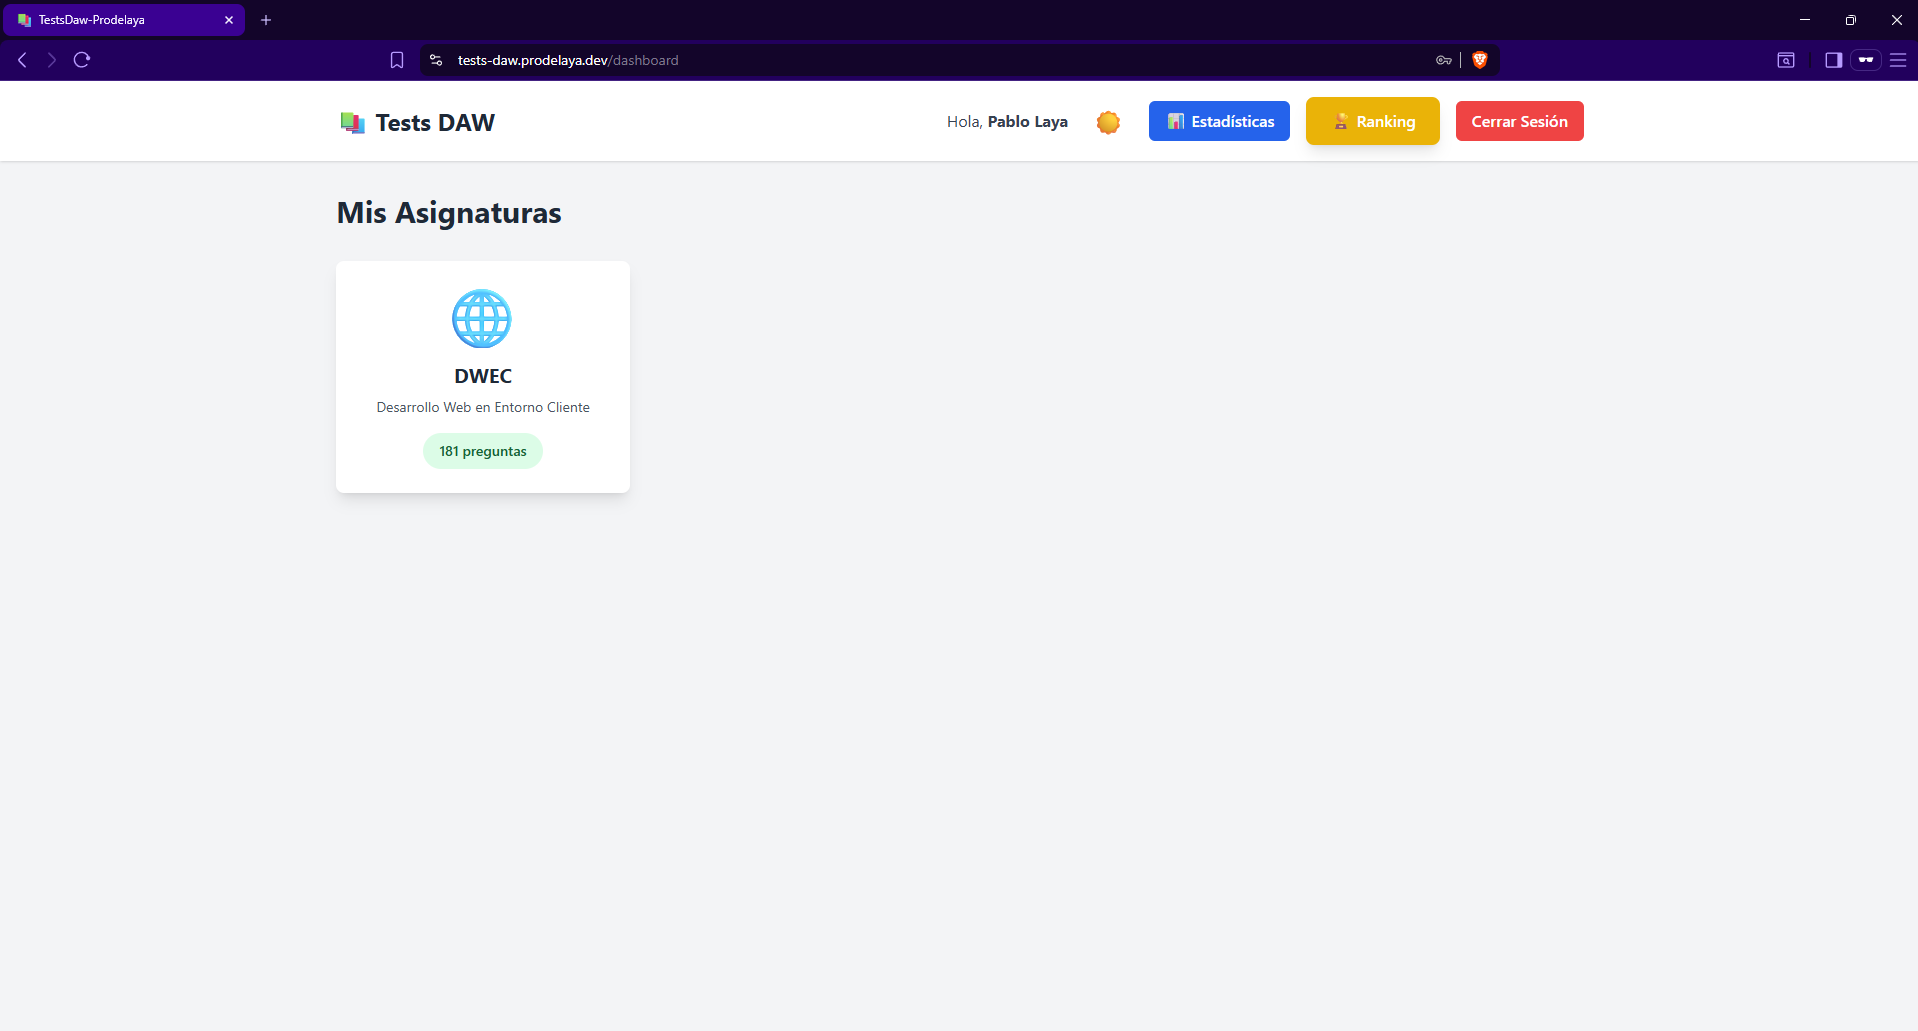 TestsDaw-Prodelaya
tests-daw.prodelaya.dev/dashboard
Tests DAW
Hola, Pablo Laya
Estadísticas
Ranking
Cerrar Sesión
Mis Asignaturas
DWEC
Desarrollo Web en Entorno Cliente
181 preguntas